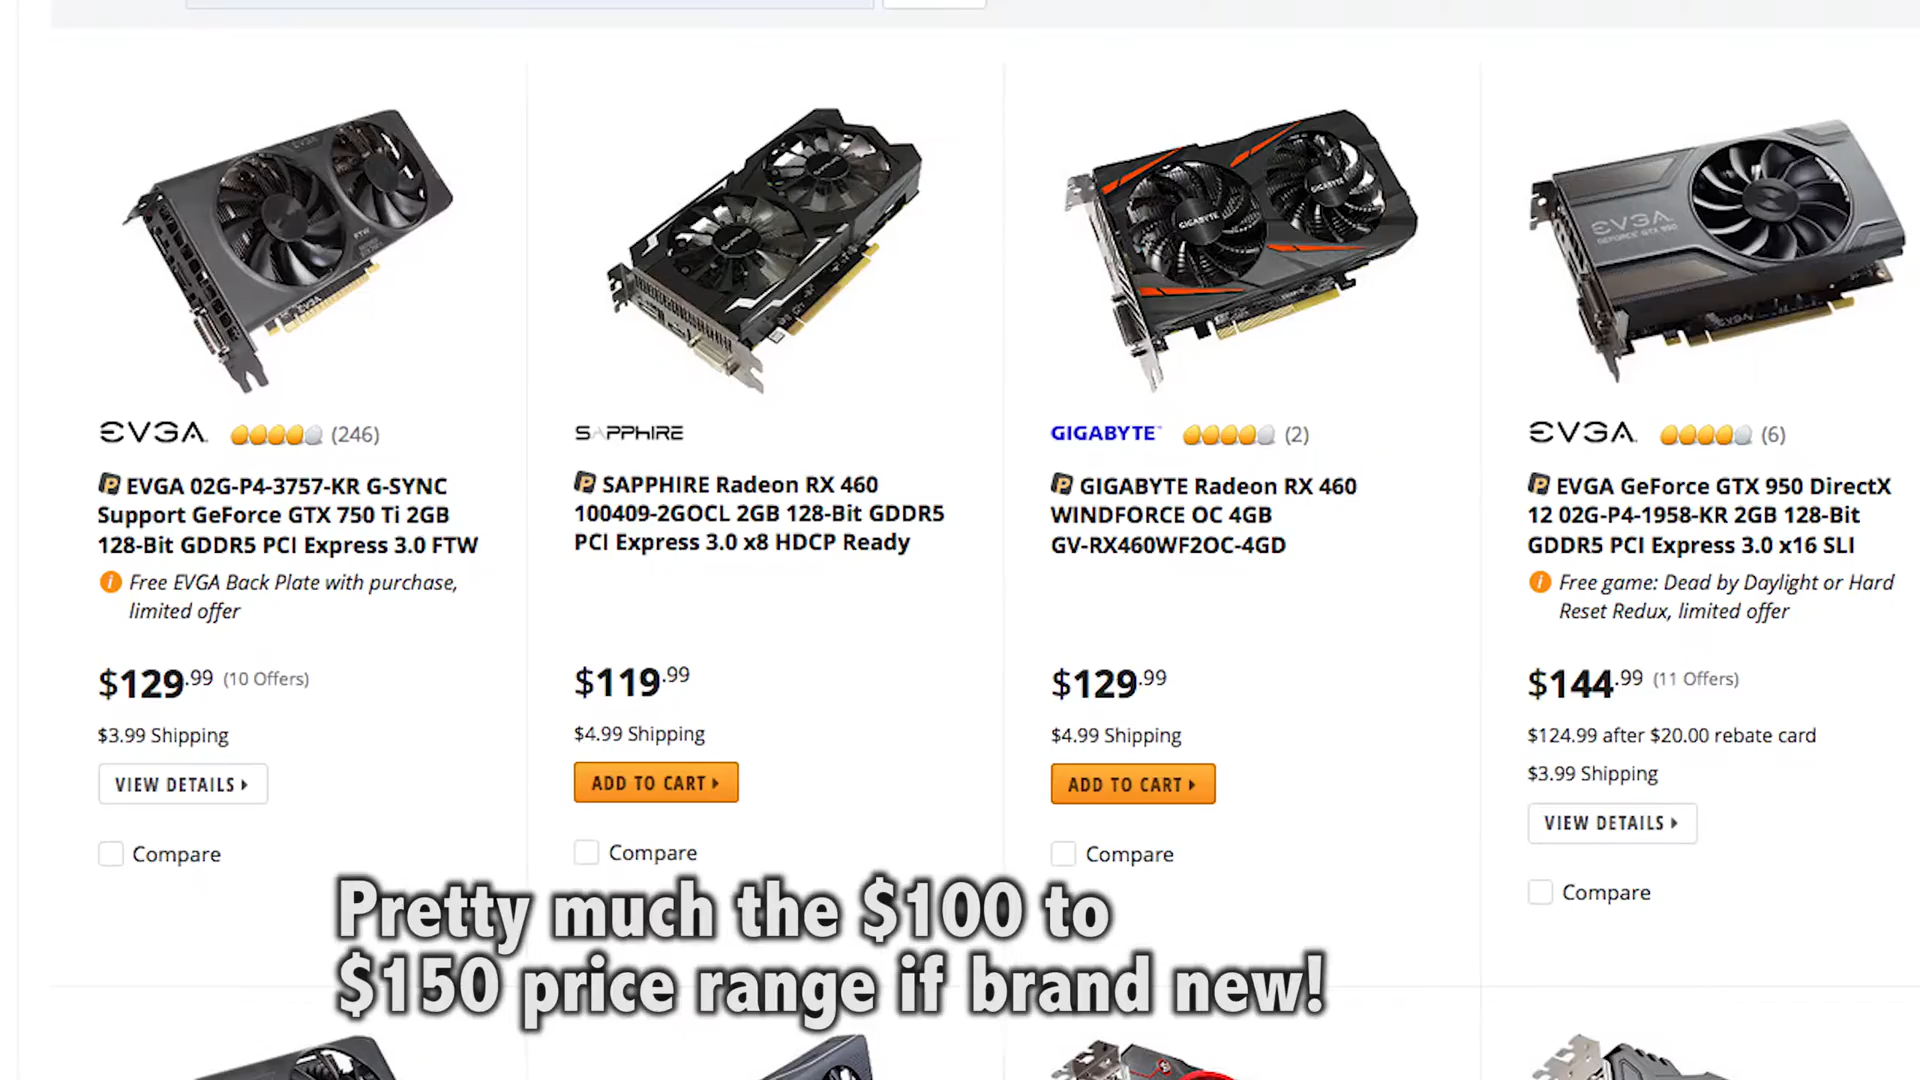 EVGA (246)
EVGA 02G-P4-3757-KR G-SYNC
Support GeForce GTX 750 Ti 2GB
128-Bit GDDR5 PCI Express 3.0 FTW
Free EVGA Back Plate with purchase,
limited offer
$129.99 (10 Offers)
$3.99 Shipping
VIEW DETAILS
Compare
SAPPHIRE
SAPPHIRE Radeon RX 460
100409-2GOCL 2GB 128-Bit GDDR5
PCI Express 3.0 x8 HDCP Ready
$119.99
$4.99 Shipping
ADD TO CART
Compare
GIGABYTE
GIGABYTE
GIGABYTE™ (2)
GIGABYTE Radeon RX 460
WINDFORCE OC 4GB
GV-RX460WF2OC-4GD
$129.99
$4.99 Shipping
ADD TO CART
Compare
EVGA
GEFORCE GTX 950
EVGA (6)
EVGA GeForce GTX 950 DirectX
12 02G-P4-1958-KR 2GB 128-Bit
GDDR5 PCI Express 3.0 x16 SLI
Free game: Dead by Daylight or Hard
Reset Redux, limited offer
$144.99 (11 Offers)
$124.99 after $20.00 rebate card
$3.99 Shipping
VIEW DETAILS
Compare
Pretty much the $100 to
$150 price range if brand new!